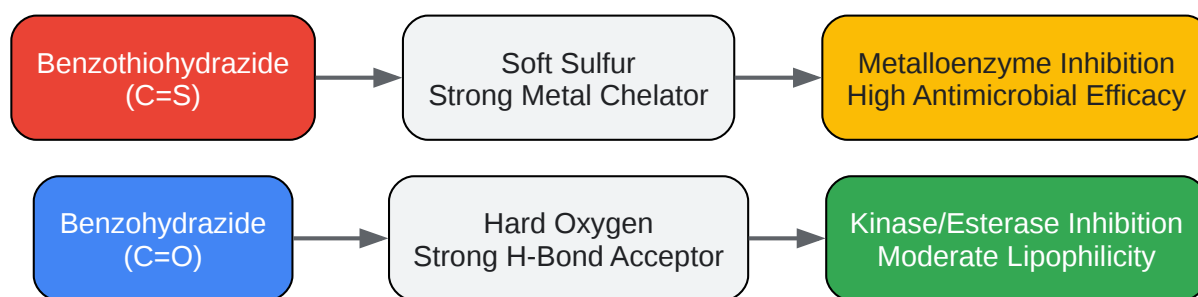 Benzothiohydrazide
(C=S)
Soft Sulfur
Strong Metal Chelator
Metalloenzyme Inhibition
High Antimicrobial Efficacy
Benzohydrazide
(C=O)
Hard Oxygen
Strong H-Bond Acceptor
Kinase/Esterase Inhibition
Moderate Lipophilicity